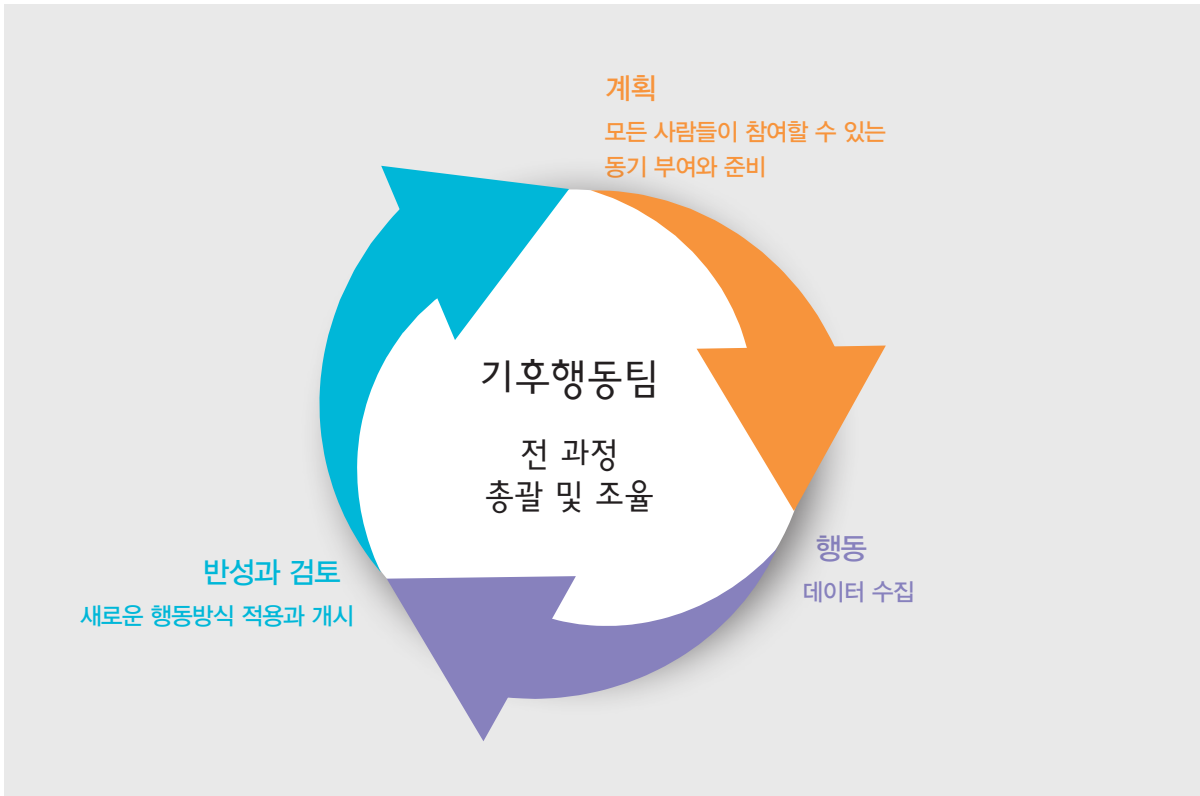 계획
모든 사람들이 참여할 수 있는
동기 부여와 준비
기후행동팀
전 과정
총괄 및 조율
행동
데이터 수집
반성과 검토
새로운 행동방식 적용과 개시